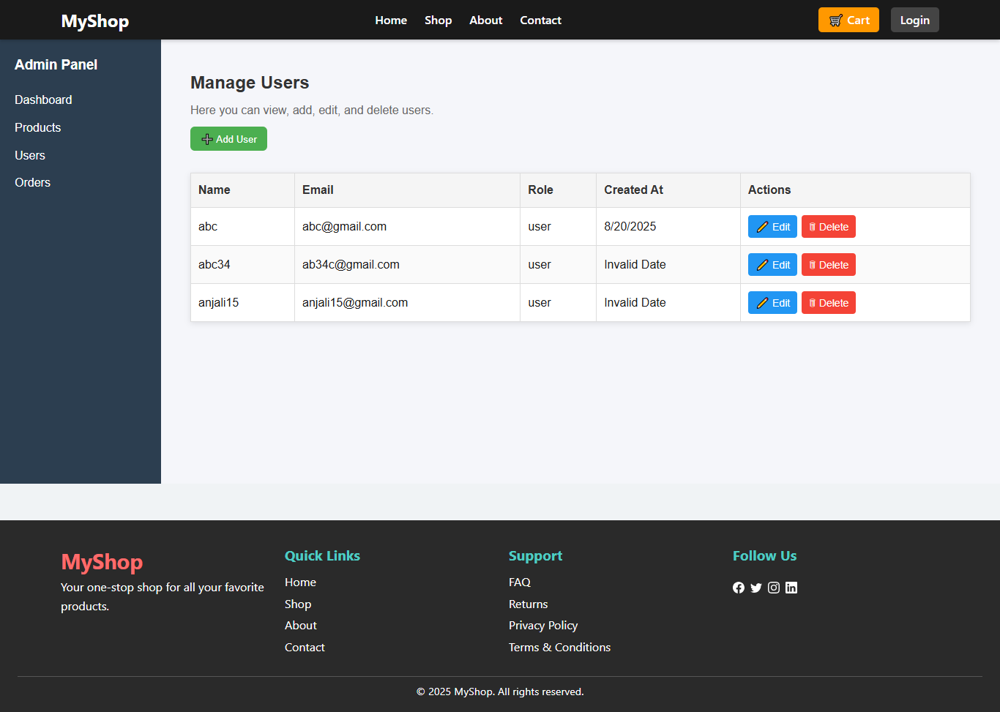 MyShop
Home Shop About Contact
Cart
Login
Admin Panel
Dashboard
Products
Users
Orders
Manage Users
Here you can view, add, edit, and delete users.
Add User
Name Email Role Created At Actions
abc abc@gmail.com user 8/20/2025 Edit Delete
abc34 ab34c@gmail.com user Invalid Date Edit Delete
anjali15 anjali15@gmail.com user Invalid Date Edit Delete
MyShop
Your one-stop shop for all your favorite
products.
Quick Links
Home
Shop
About
Contact
Support
FAQ
Returns
Privacy Policy
Terms & Conditions
Follow Us
© 2025 MyShop. All rights reserved.